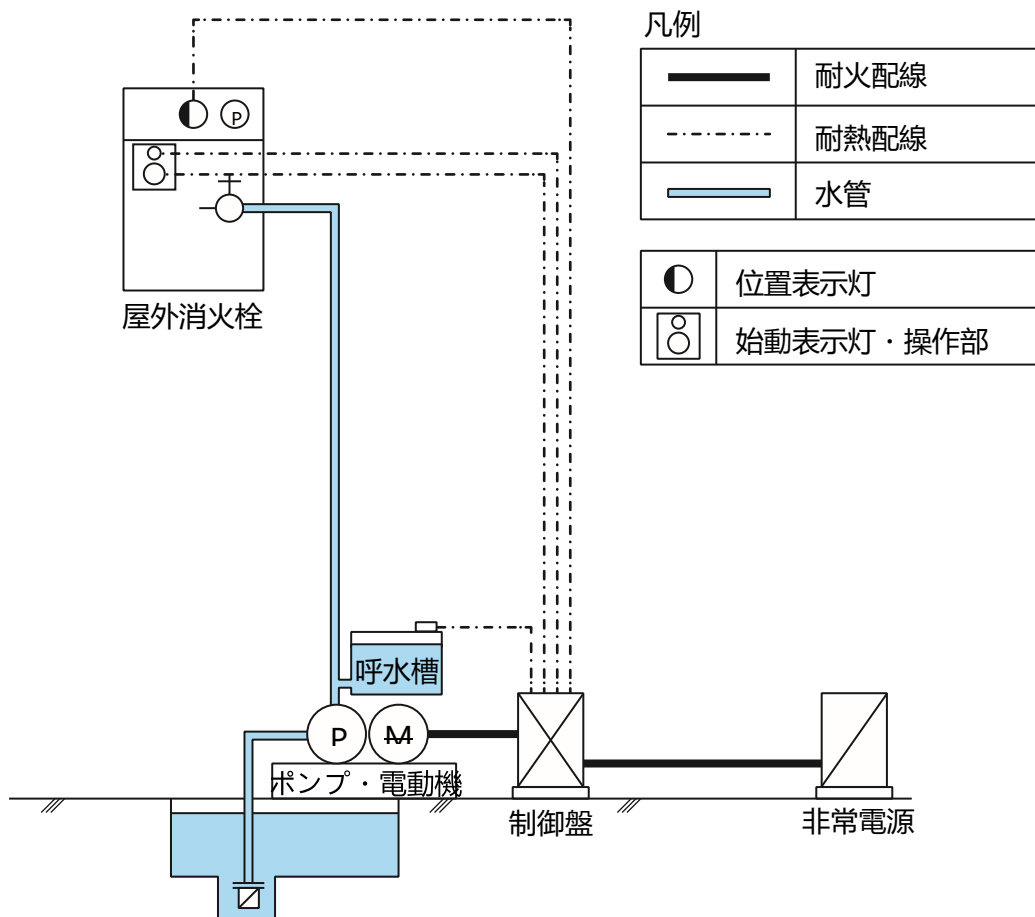 凡例
耐火配線
耐熱配線
水管
位置表示灯
始動表示灯・操作部
P
屋外消火栓
呼水槽
P
M
ポンプ・電動機
制御盤
非常電源